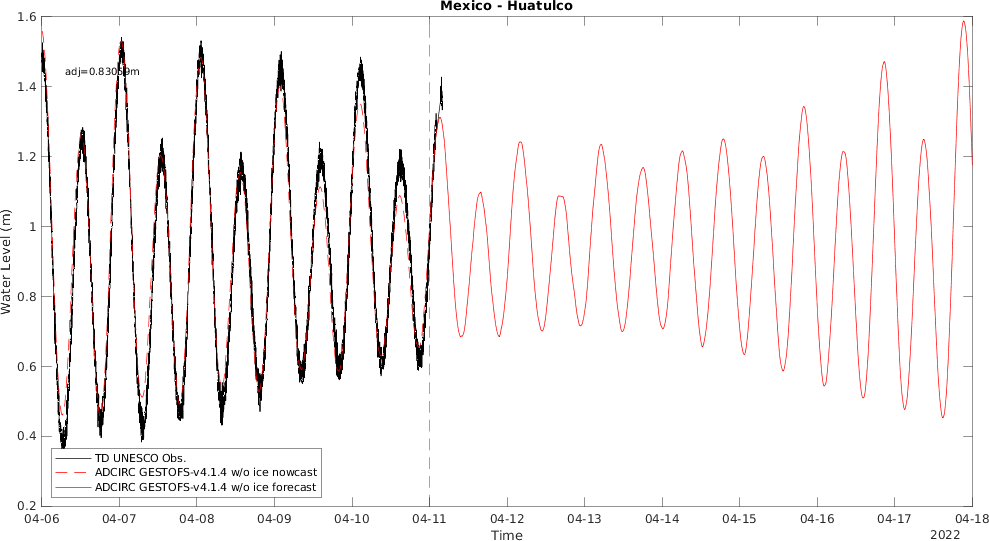 Mexico - Huatulco
1.6
1.4
1.2
1
0.8
0.6
0.4
0.2
Water Level (m)
adj=0.83059m
TD UNESCO Obs.
ADCIRC GESTOFS-v4.1.4 w/o ice nowcast
ADCIRC GESTOFS-v4.1.4 w/o ice forecast
04-06 04-07 04-08 04-09 04-10 04-11 04-12 04-13 04-14 04-15 04-16 04-17 04-18
Time
2022